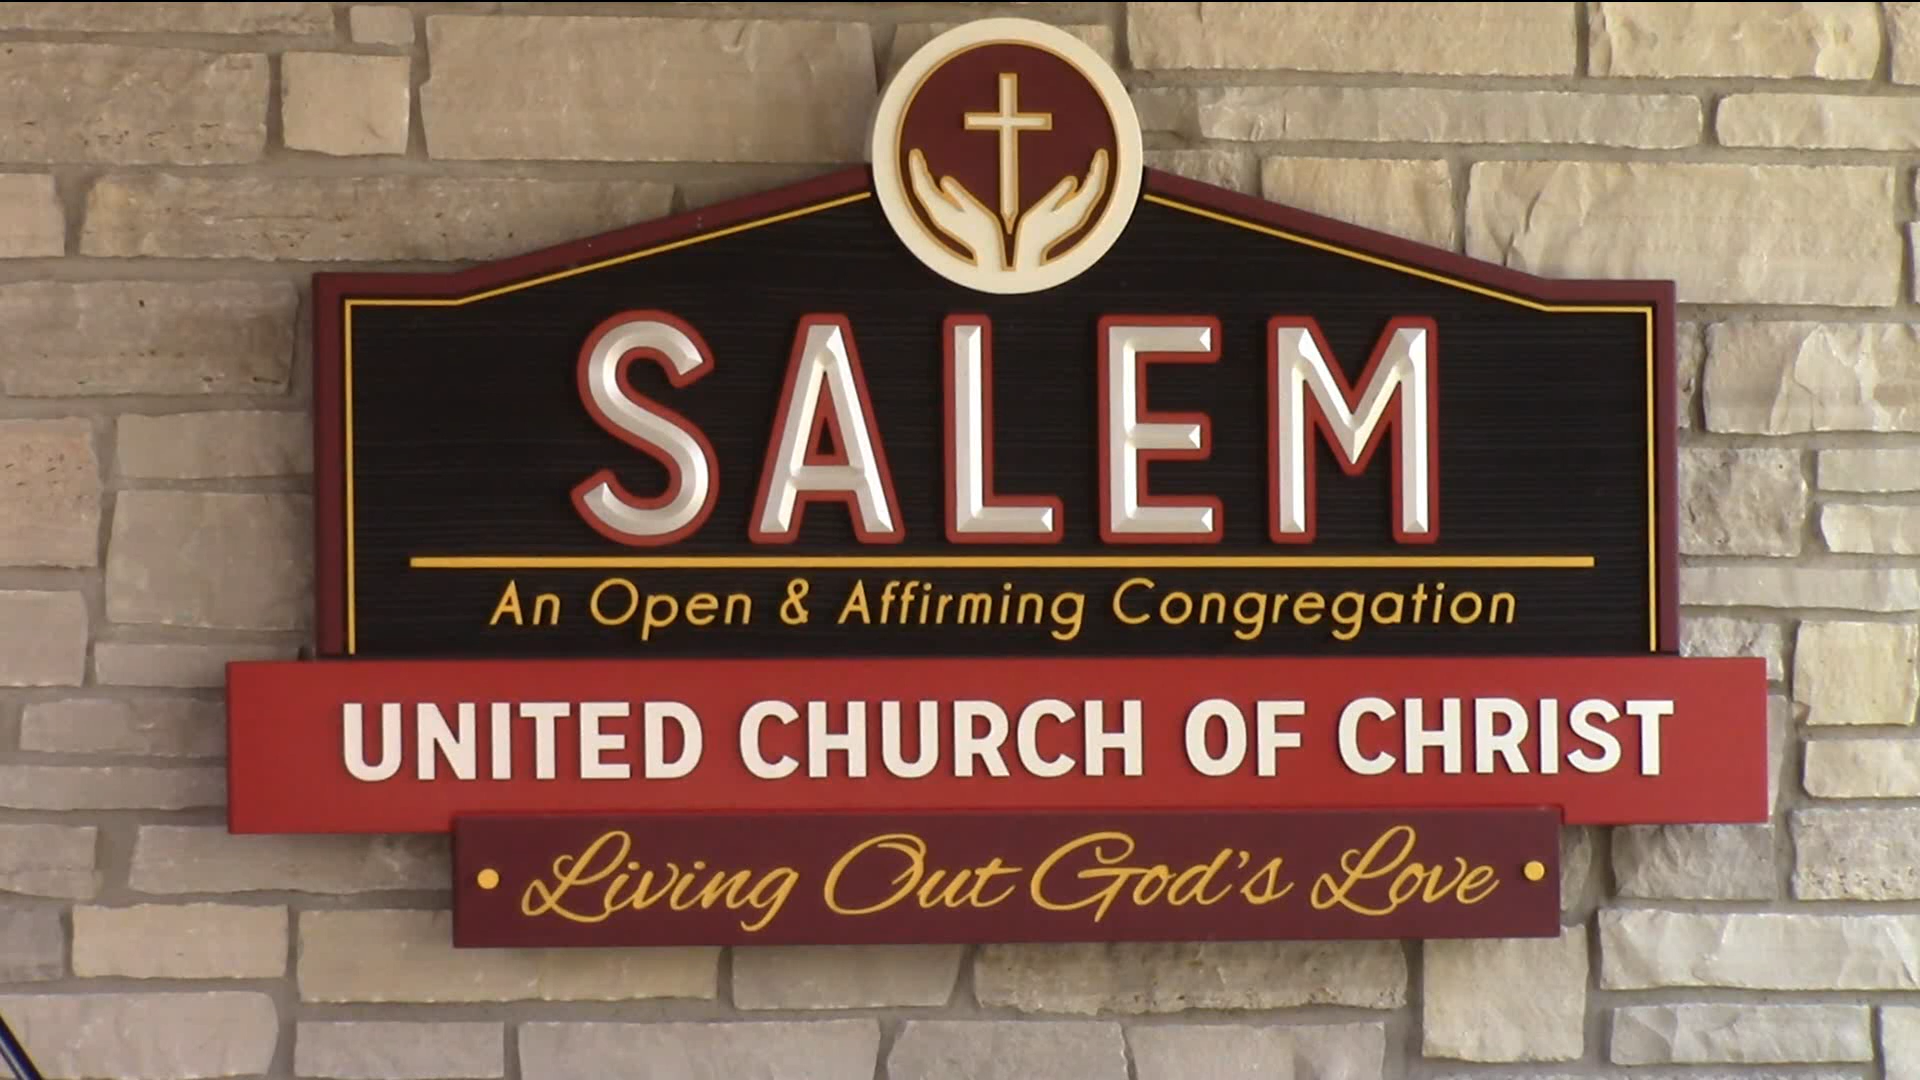 SALEM
An Open & Affirming Congregation
UNITED CHURCH OF CHRIST
• Living Out God's Love •